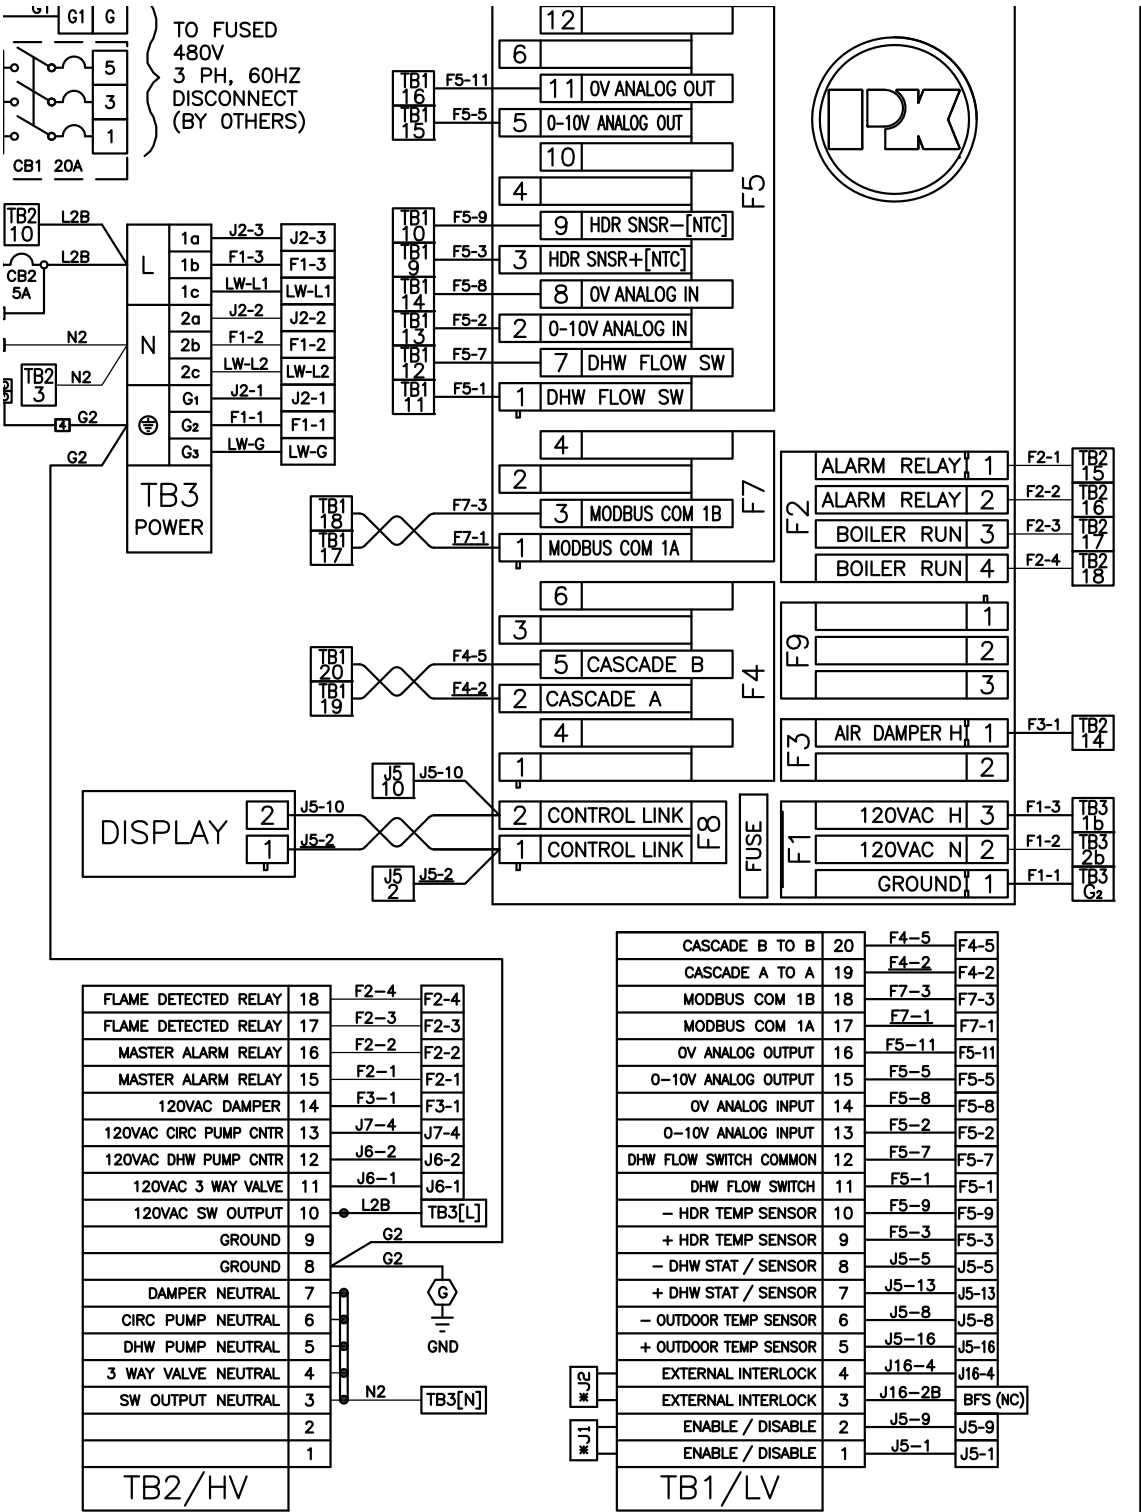 G1 G1 G
TO FUSED
480V
3 PH, 60HZ
DISCONNECT
(BY OTHERS)
5
3
1
CB1 20A
TB2 10 L2B
L2B
CB2
5A
N2
TB2 3 N2
4 G2
G2
L
1a J2-3 J2-3
1b F1-3 F1-3
1c LW-L1 LW-L1
N
2a J2-2 J2-2
2b F1-2 F1-2
2c LW-L2 LW-L2
G1 J2-1 J2-1
G2 F1-1 F1-1
G3 LW-G LW-G
TB3
POWER
12
6
TB1 16 F5-11 11 0V ANALOG OUT
TB1 15 F5-5 5 0-10V ANALOG OUT
10
4
TB1 10 F5-9 9 HDR SNSR-[NTC]
TB1 9 F5-3 3 HDR SNSR+[NTC]
TB1 14 F5-8 8 0V ANALOG IN
TB1 13 F5-2 2 0-10V ANALOG IN
TB1 12 F5-7 7 DHW FLOW SW
TB1 11 F5-1 1 DHW FLOW SW
F5
PK
4
2
TB1 18 F7-3 3 MODBUS COM 1B
TB1 17 F7-1 1 MODBUS COM 1A
F7
6
3
TB1 20 F4-5 5 CASCADE B
TB1 19 F4-2 2 CASCADE A
4
1
F4
F2
ALARM RELAY 1 F2-1 TB2 15
ALARM RELAY 2 F2-2 TB2 16
BOILER RUN 3 F2-3 TB2 17
BOILER RUN 4 F2-4 TB2 18
F9
1
2
3
F3
AIR DAMPER H 1 F3-1 TB2 14
2
J5 10 J5-10
DISPLAY
2 J5-10 2 CONTROL LINK
1 J5-2 1 CONTROL LINK
J5 2 J5-2
F8
FUSE
F1
120VAC H 3 F1-3 TB3 1b
120VAC N 2 F1-2 TB3 2b
GROUND 1 F1-1 TB3 G2
FLAME DETECTED RELAY 18 F2-4 F2-4
FLAME DETECTED RELAY 17 F2-3 F2-3
MASTER ALARM RELAY 16 F2-2 F2-2
MASTER ALARM RELAY 15 F2-1 F2-1
120VAC DAMPER 14 F3-1 F3-1
120VAC CIRC PUMP CNTR 13 J7-4 J7-4
120VAC DHW PUMP CNTR 12 J6-2 J6-2
120VAC 3 WAY VALVE 11 J6-1 J6-1
120VAC SW OUTPUT 10 L2B TB3[L]
GROUND 9 G2
GROUND 8 G2
G
GND
DAMPER NEUTRAL 7
CIRC PUMP NEUTRAL 6
DHW PUMP NEUTRAL 5
3 WAY VALVE NEUTRAL 4
SW OUTPUT NEUTRAL 3 N2 TB3[N]
2
1
TB2/HV
CASCADE B TO B 20 F4-5 F4-5
CASCADE A TO A 19 F4-2 F4-2
MODBUS COM 1B 18 F7-3 F7-3
MODBUS COM 1A 17 F7-1 F7-1
0V ANALOG OUTPUT 16 F5-11 F5-11
0-10V ANALOG OUTPUT 15 F5-5 F5-5
0V ANALOG INPUT 14 F5-8 F5-8
0-10V ANALOG INPUT 13 F5-2 F5-2
DHW FLOW SWITCH COMMON 12 F5-7 F5-7
DHW FLOW SWITCH 11 F5-1 F5-1
- HDR TEMP SENSOR 10 F5-9 F5-9
+ HDR TEMP SENSOR 9 F5-3 F5-3
- DHW STAT / SENSOR 8 J5-5 J5-5
+ DHW STAT / SENSOR 7 J5-13 J5-13
- OUTDOOR TEMP SENSOR 6 J5-8 J5-8
+ OUTDOOR TEMP SENSOR 5 J5-16 J5-16
*J2
EXTERNAL INTERLOCK 4 J16-4 J16-4
EXTERNAL INTERLOCK 3 J16-2B BFS (NC)
*J1
ENABLE / DISABLE 2 J5-9 J5-9
ENABLE / DISABLE 1 J5-1 J5-1
TB1/LV